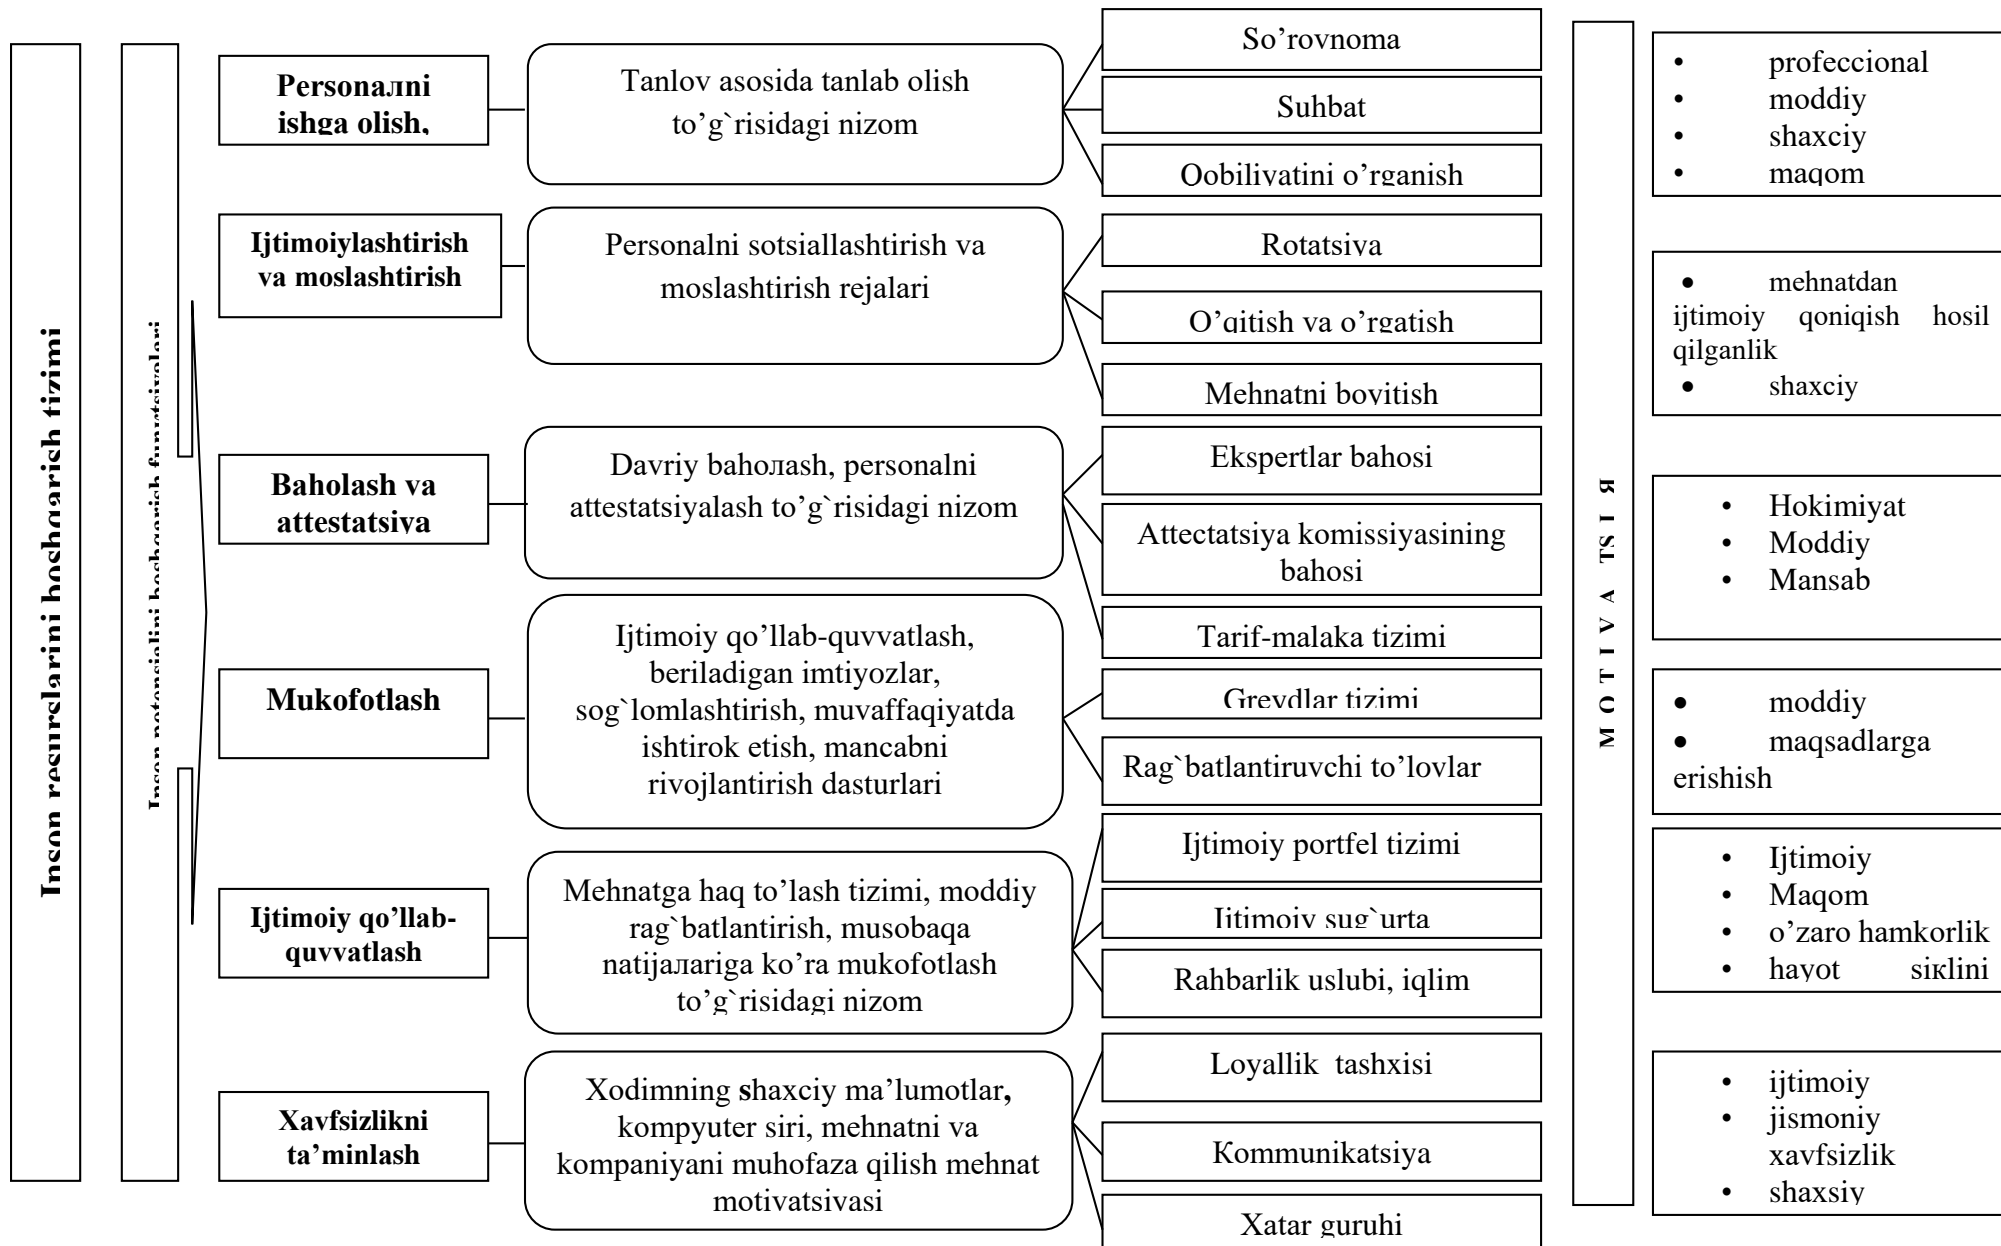 Inson resurslarini boshqarish tizimi
Inson potensialini boshqarish funktsiyalari
Personaлni
ishga olish,
Tanlov asosida tanlab olish
to’g`risidagi nizom
So’rovnoma
Suhbat
Qobiliyatini o’rganish
Ijtimoiylashtirish
va moslashtirish
Personalni sotsiallashtirish va
moslashtirish rejalari
Rotatsiya
O’qitish va o’rgatish
Mehnatni boyitish
Baholash va
attestatsiya
Davriy bahoлash, personalni
attestatsiyalash to’g`risidagi nizom
Ekspertlar bahosi
Attectatsiya komissiyasining
bahosi
Tarif-malaka tizimi
Mukofotlash
Ijtimoiy qo’llab-quvvatlash,
beriladigan imtiyozlar,
sog`lomlashtirish, muvaffaqiyatda
ishtirok etish, mancabni
rivojlantirish dasturlari
Greydlar tizimi
Rag`batlantiruvchi to’lovlar
Ijtimoiy qo’llab-
quvvatlash
Mehnatga haq to’lash tizimi, moddiy
rag`batlantirish, musobaqa
natijaлariga ko’ra mukofotlash
to’g`risidagi nizom
Ijtimoiy portfel tizimi
Ijtimoiy sug`urta
Rahbarlik uslubi, iqlim
Xavfsizlikni
ta’minlash
Xodimning shaxciy ma’lumotlar,
kompyuter siri, mehnatni va
kompaniyani muhofaza qilish mehnat
motivatsiyasi
Loyallik tashxisi
Kommunikatsiya
Xatar guruhi
M O T I V A TS I Я
• profeccional
• moddiy
• shaxciy
• maqom
• mehnatdan
ijtimoiy qoniqish hosil
qilganlik
• shaxciy
• Hokimiyat
• Moddiy
• Mansab
• moddiy
• maqsadlarga
erishish
• Ijtimoiy
• Maqom
• o’zaro hamkorlik
• hayot siкlini
• ijtimoiy
• jismoniy
xavfsizlik
• shaxsiy